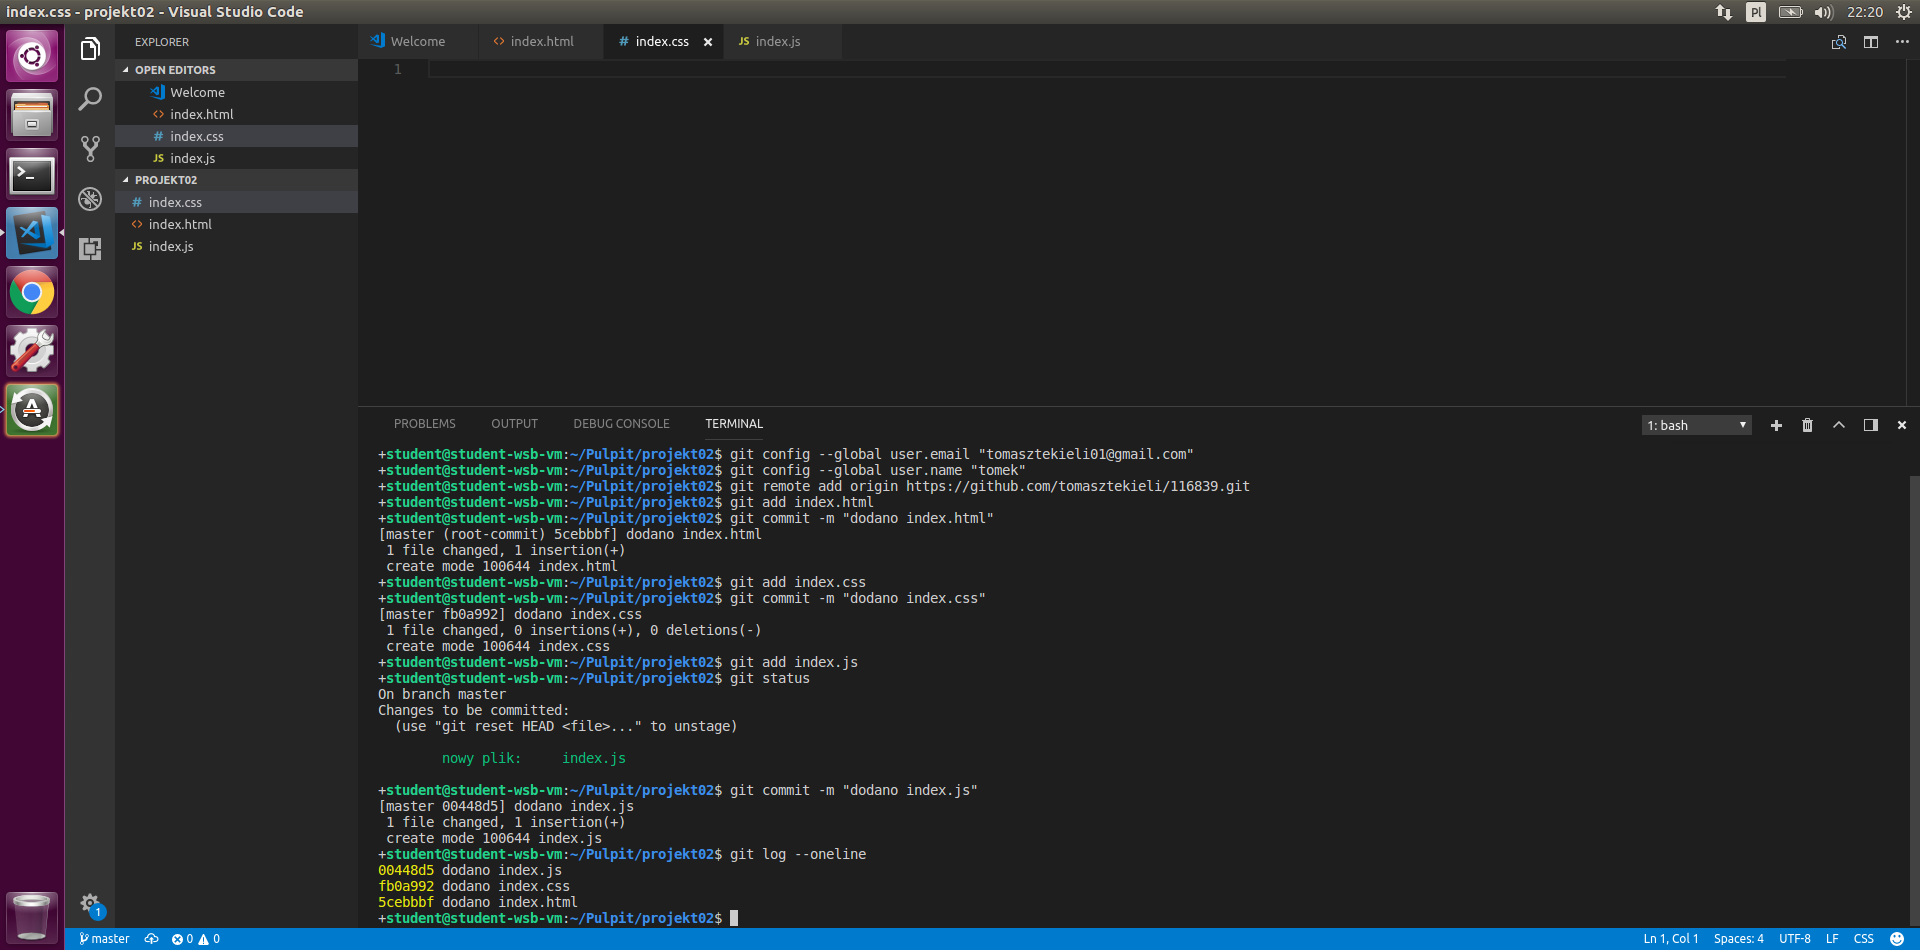 index.css - projekt02 - Visual Studio Code
Pl
22:20
EXPLORER
OPEN EDITORS
Welcome
index.html
# index.css
JS index.js
PROJEKT02
# index.css
index.html
JS index.js
1
Welcome
index.html
# index.css
JS index.js
1
PROBLEMS
OUTPUT
DEBUG CONSOLE
TERMINAL
1: bash
+student@student-wsb-vm:~/Pulpit/projekt02$ git config --global user.email "tomasztekieli01@gmail.com"
+student@student-wsb-vm:~/Pulpit/projekt02$ git config --global user.name "tomek"
+student@student-wsb-vm:~/Pulpit/projekt02$ git remote add origin https://github.com/tomasztekieli/116839.git
+student@student-wsb-vm:~/Pulpit/projekt02$ git add index.html
+student@student-wsb-vm:~/Pulpit/projekt02$ git commit -m "dodano index.html"
[master (root-commit) 5cebbbf] dodano index.html
 1 file changed, 1 insertion(+)
 create mode 100644 index.html
+student@student-wsb-vm:~/Pulpit/projekt02$ git add index.css
+student@student-wsb-vm:~/Pulpit/projekt02$ git commit -m "dodano index.css"
[master fb0a992] dodano index.css
 1 file changed, 0 insertions(+), 0 deletions(-)
 create mode 100644 index.css
+student@student-wsb-vm:~/Pulpit/projekt02$ git add index.js
+student@student-wsb-vm:~/Pulpit/projekt02$ git status
On branch master
Changes to be committed:
  (use "git reset HEAD <file>..." to unstage)
        nowy plik:     index.js
+student@student-wsb-vm:~/Pulpit/projekt02$ git commit -m "dodano index.js"
[master 00448d5] dodano index.js
 1 file changed, 1 insertion(+)
 create mode 100644 index.js
+student@student-wsb-vm:~/Pulpit/projekt02$ git log --oneline
00448d5 dodano index.js
fb0a992 dodano index.css
5cebbbf dodano index.html
+student@student-wsb-vm:~/Pulpit/projekt02$
master
0
0
Ln 1, Col 1
Spaces: 4
UTF-8
LF
CSS